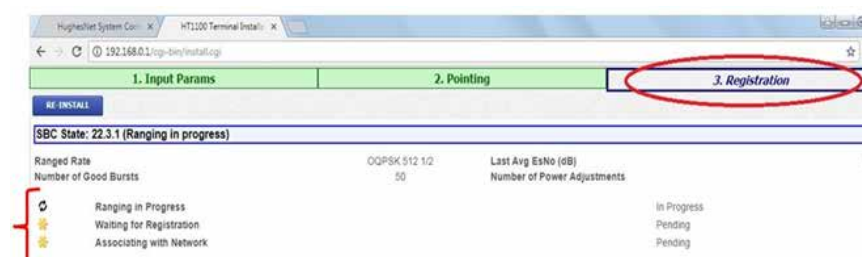 HughesNet System Con
HT1100 Terminal Install
192.168.0.1/cgi-bin/install.cgi
1. Input Params
2. Pointing
3. Registration
RE-INSTALL
SBC State: 22.3.1 (Ranging in progress)
Ranged Rate OQPSK 512 1/2 Last Avg EsNo (dB)
Number of Good Bursts 50 Number of Power Adjustments
Ranging in Progress In Progress
Waiting for Registration Pending
Associating with Network Pending